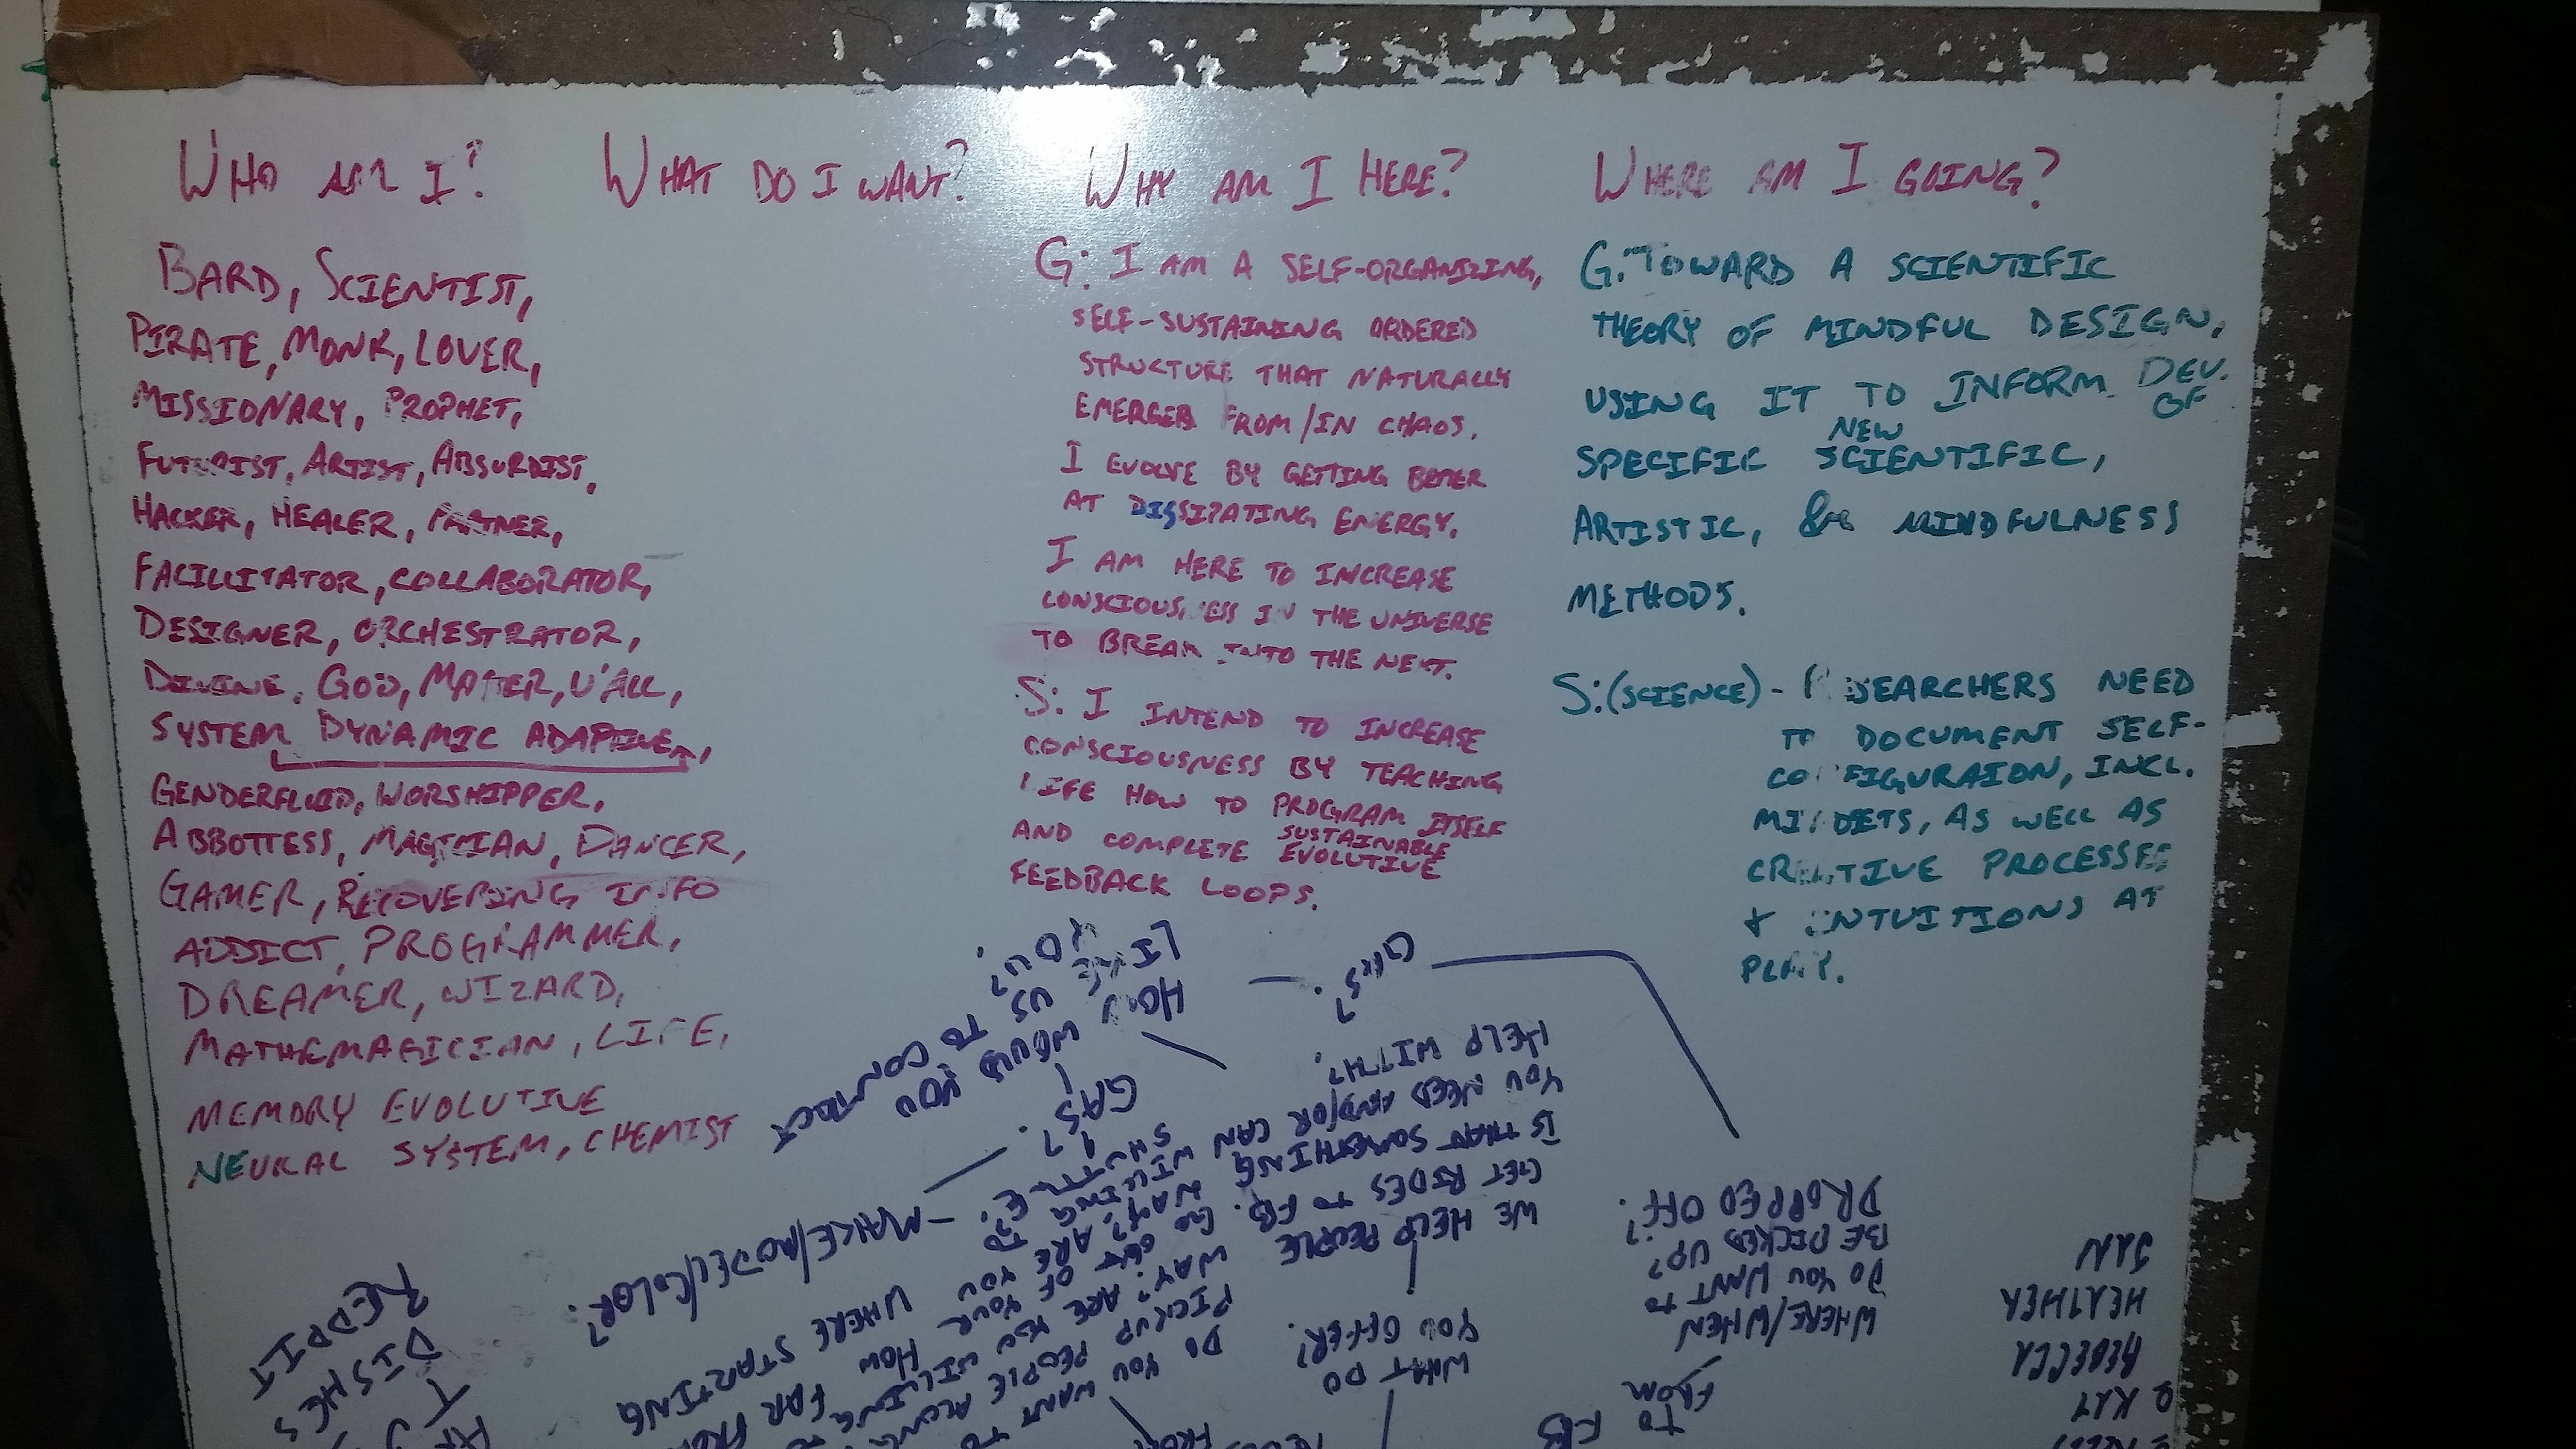 WHO AM I?
BARD, SCIENTIST,
PIRATE, MONK, LOVER,
MISSIONARY, PROPHET,
FUTURIST, ARTIST, ABSURDIST,
HACKER, HEALER, PARTNER,
FACILLITATOR, COLLABORATOR,
DESIGNER, ORCHESTRATOR,
DIVINE, GOD, MATTER, U'ALL,
SYSTEM DYNAMIC ADAPTIVE,
GENDERFLUID, WORSHIPPER,
ABBOTTESS, MAGICIAN, DANCER,
GAMER, RECOVERING INFO
ADDICT, PROGRAMMER,
DREAMER, WIZARD,
MATHEMAGICIAN, LIFE,
MEMORY EVOLUTIVE
NEURAL SYSTEM, CHEMIST
WHAT DO I WANT?
WHY AM I HERE?
G: I AM A SELF-ORGANIZING,
SELF-SUSTAINING ORDERED
STRUCTURE THAT NATURALLY
EMERGED FROM/IN CHAOS.
I EVOLVE BY GETTING BETTER
AT DISSIPATING ENERGY.
I AM HERE TO INCREASE
CONSCIOUSNESS IN THE UNIVERSE
TO BREAK INTO THE NEXT.
S: I INTEND TO INCREASE
CONSCIOUSNESS BY TEACHING
LIFE HOW TO PROGRAM ITSELF
AND COMPLETE SUSTAINABLE
EVOLUTIVE
FEEDBACK LOOPS.
WHERE AM I GOING?
G: TOWARD A SCIENTIFIC
THEORY OF MINDFUL DESIGN,
USING IT TO INFORM DEV.
OF
NEW
SPECIFIC SCIENTIFIC,
ARTISTIC, & MINDFULNESS
METHODS.
S: (SCIENCE) - RESEARCHERS NEED
TO DOCUMENT SELF-
CONFIGURATION, INCL.
MINDSETS, AS WELL AS
CREATIVE PROCESSES
+ INTUITIONS AT
PLAY.
JAN
HEATHER
REBECCA
KAT
TO FB
FROM
WHERE/WHEN
DO YOU WANT TO
BE PICKED UP?
DROPPED OFF?
WHAT DO
YOU OFFER?
WE HELP PEOPLE
GET RIDES TO FB.
IS THAT SOMETHING
YOU NEED AND/OR CAN
HELP WITH?
DO YOU WANT TO
PICKUP PEOPLE ALONG
WAY? ARE YOU WILLING TO
GO OUT OF YOUR
WAY? HOW FAR
ARE YOU
WILLING TO
SHUTTLE?
GAS?
WHERE STARTING
FROM
MAKE/MODEL/COLOR?
HOW WOULD YOU
LIKE US TO CONTACT
YOU?
REDDIT
DISHES